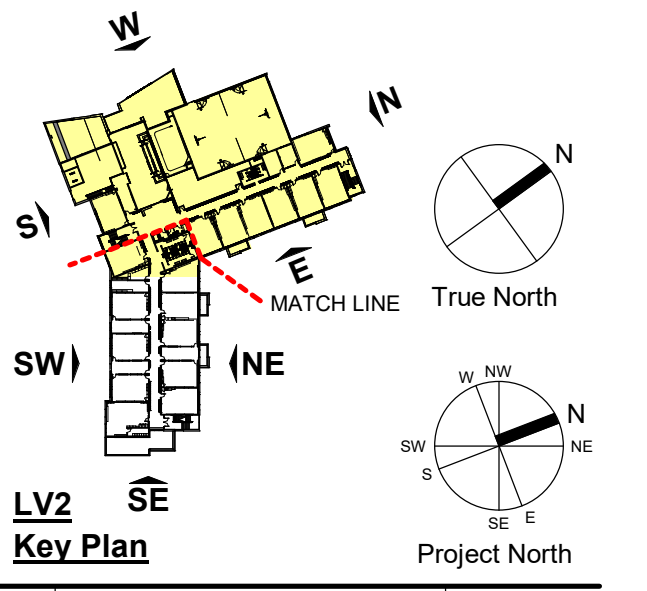 W
N
N
S
E
MATCH LINE
True North
SW
NE
W NW
N
SW
NE
S
SE
E
SE
LV2
Key Plan
Project North